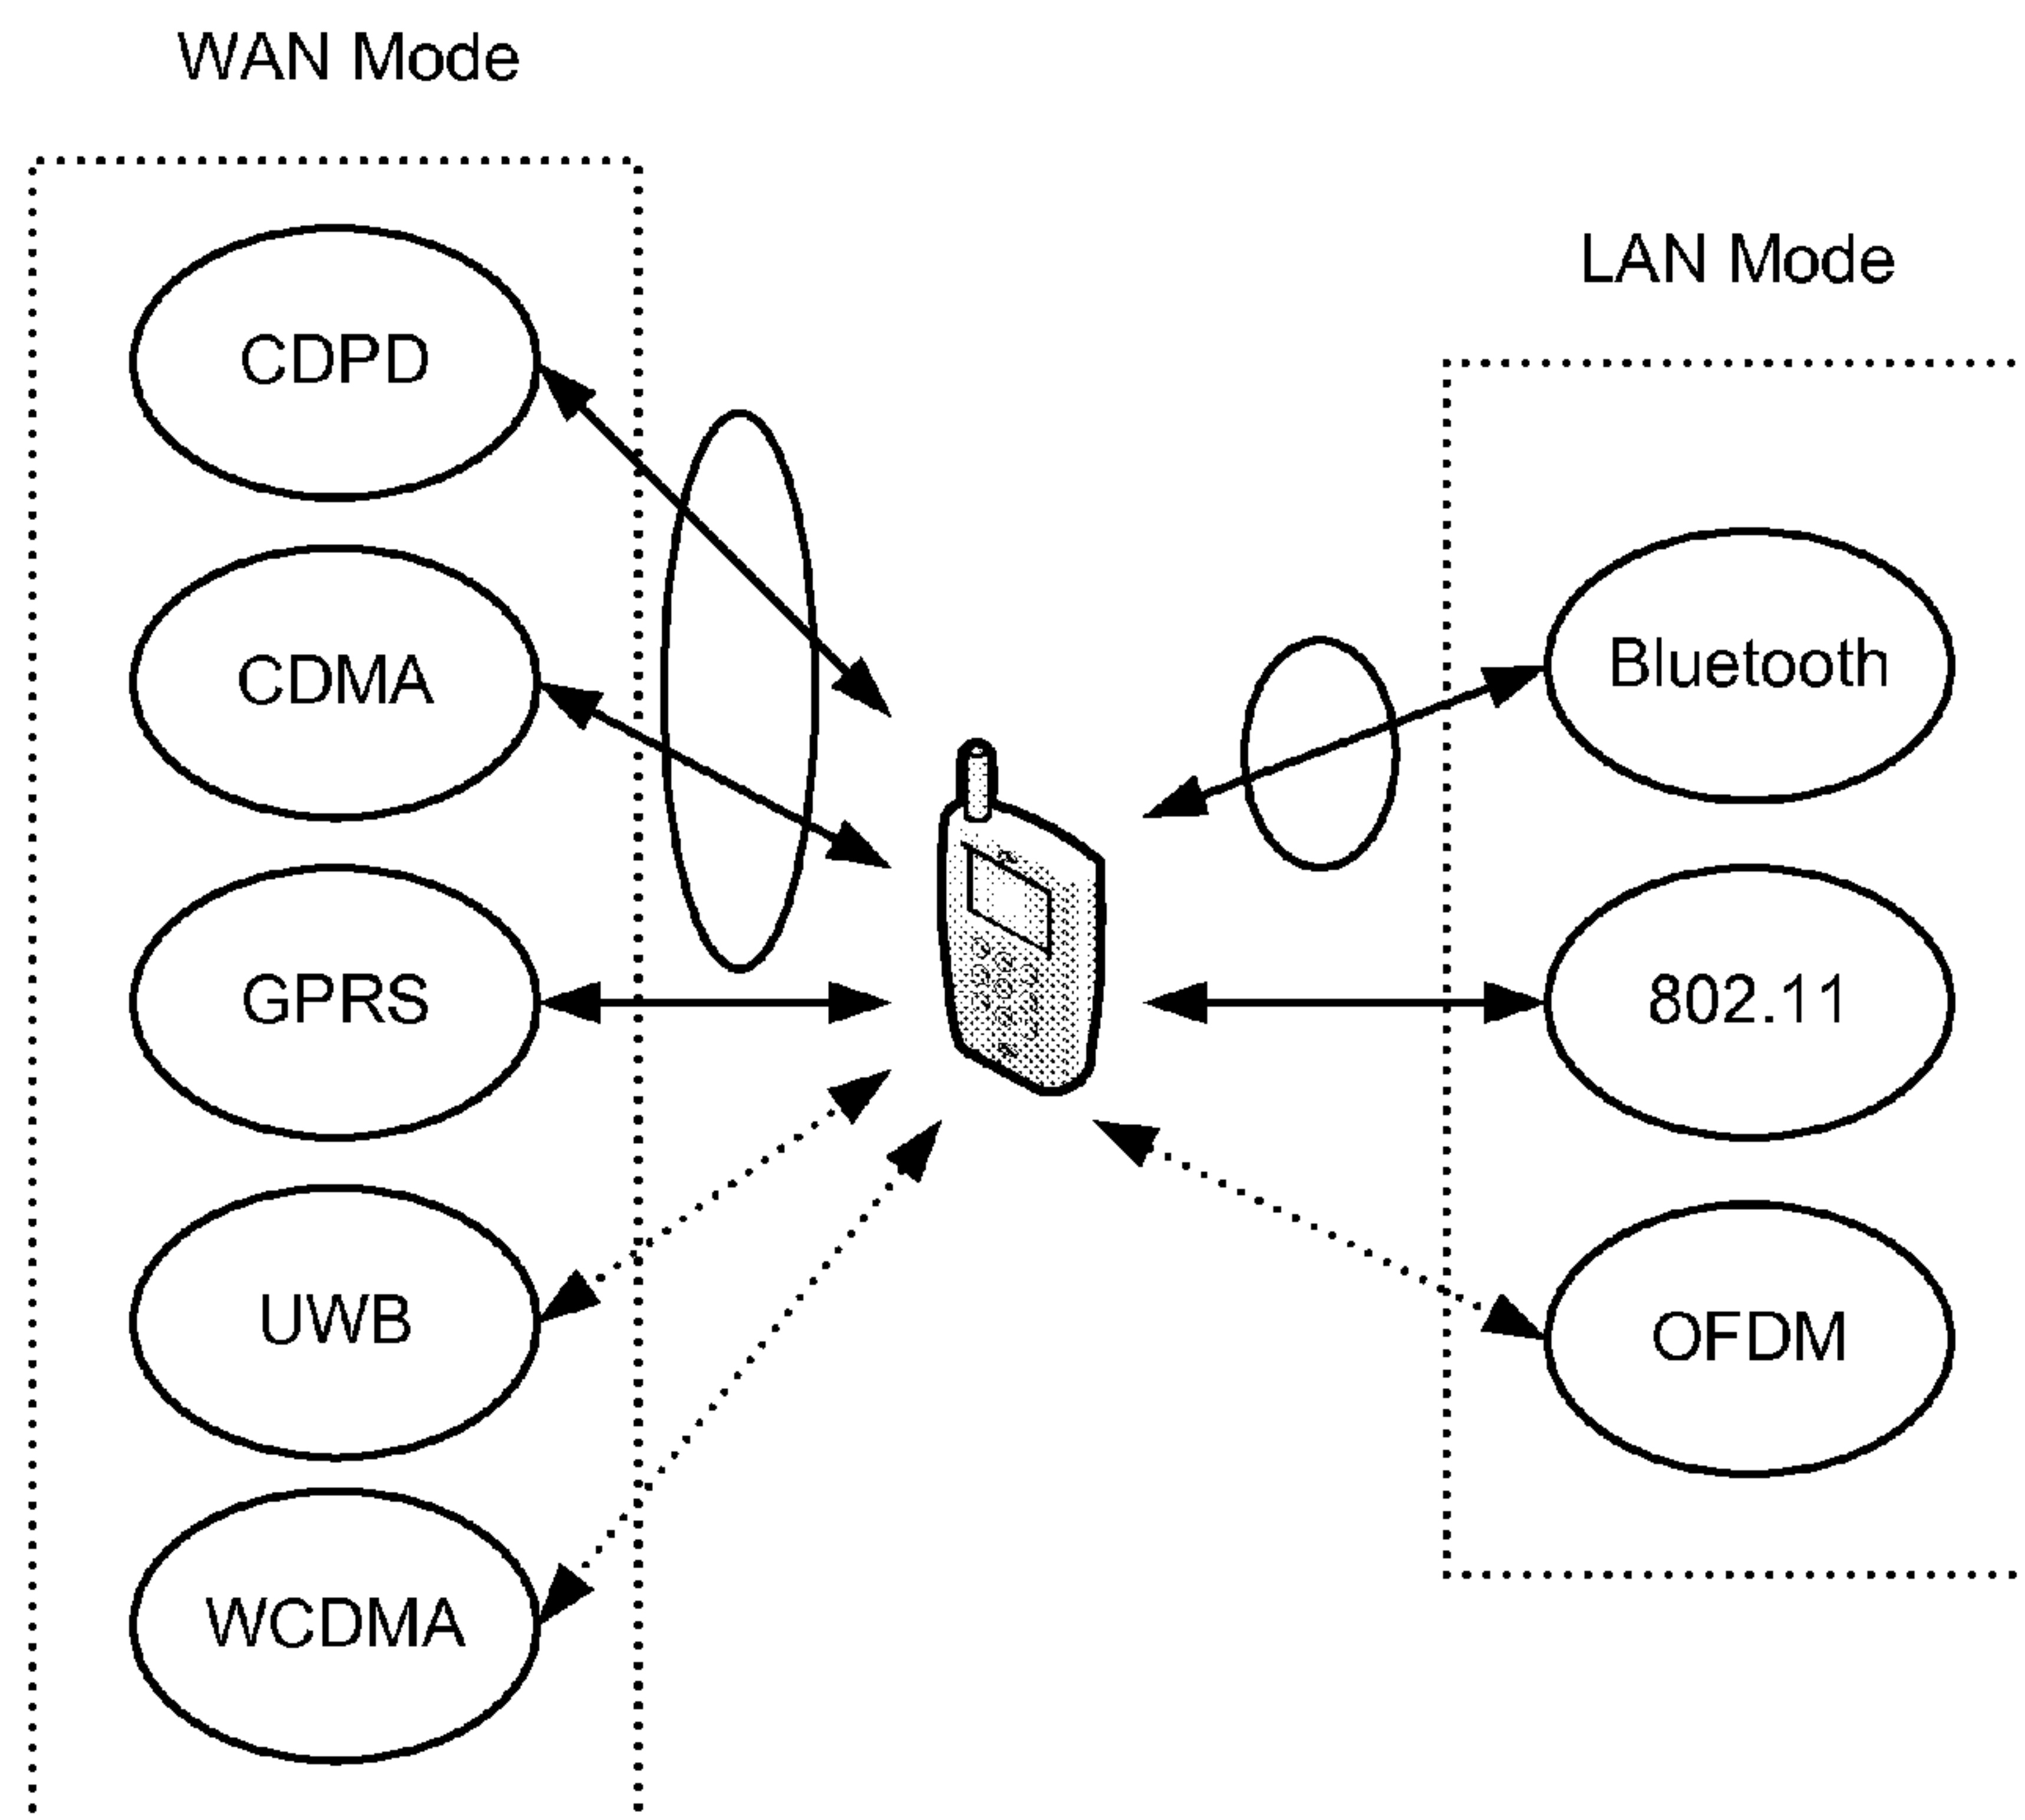 WAN Mode
CDPD
CDMA
GPRS
UWB
WCDMA
LAN Mode
Bluetooth
802.11
OFDM